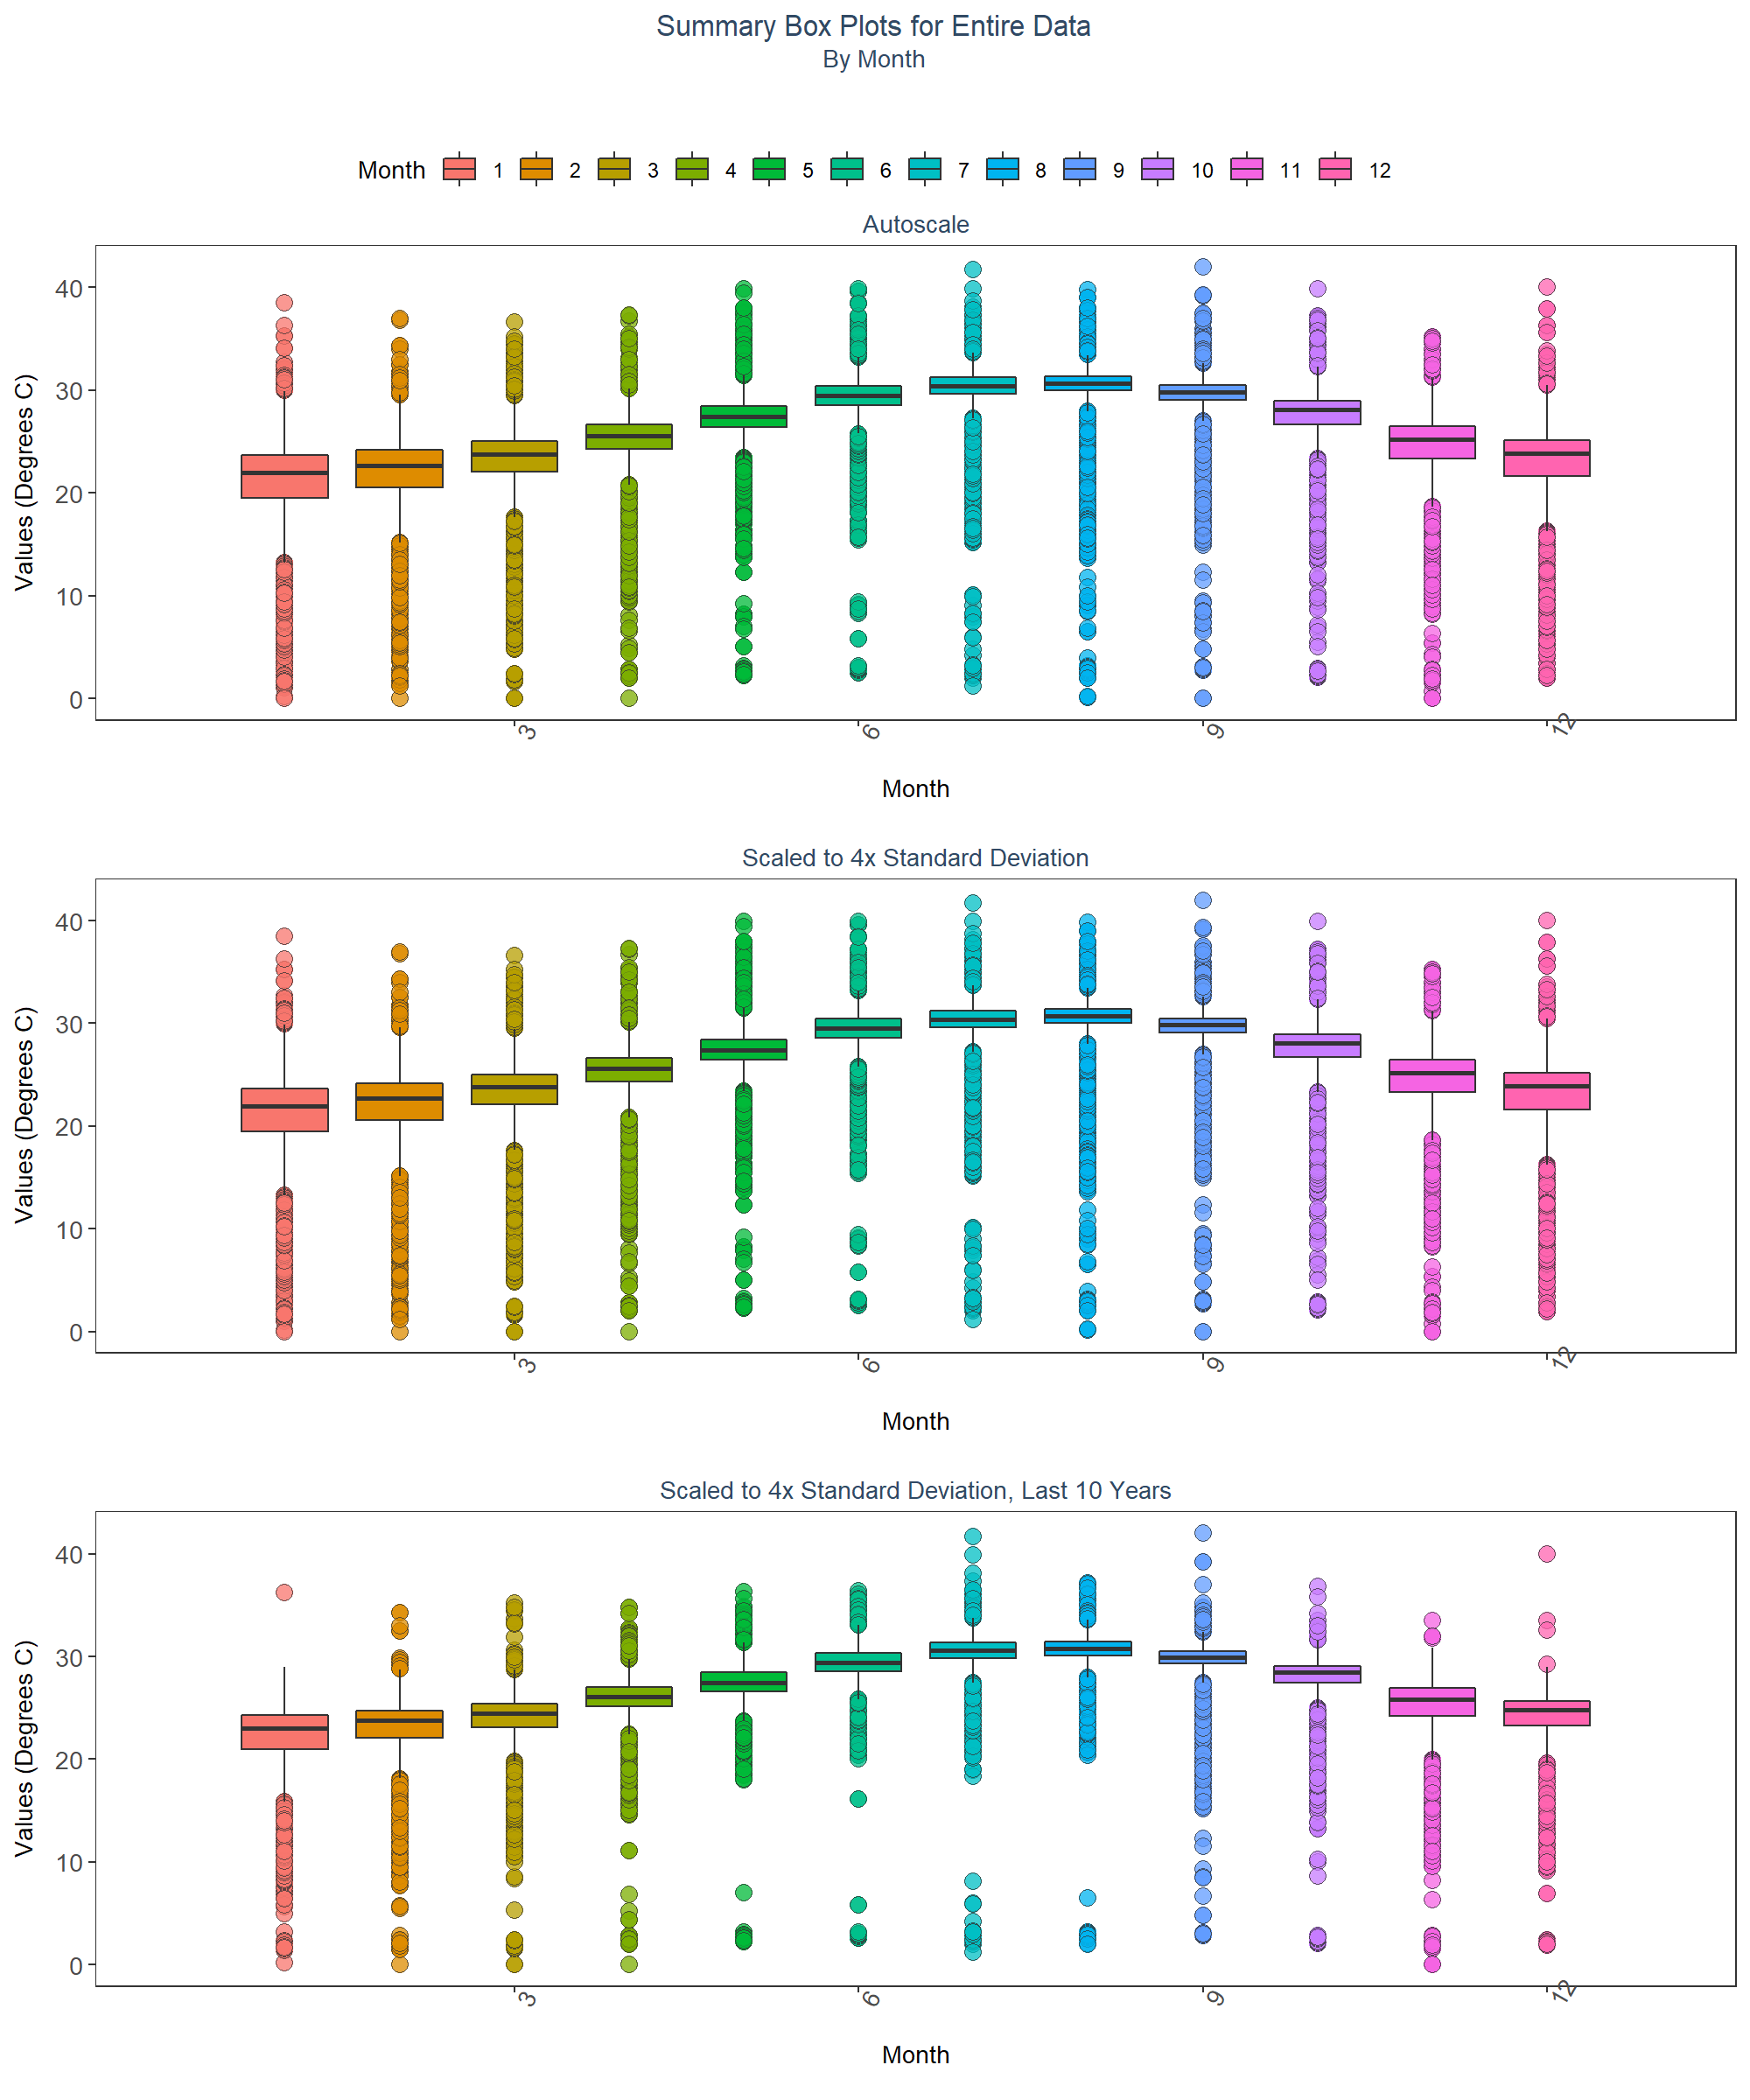 Summary Box Plots for Entire Data
By Month
Month 1 2 3 4 5 6 7 8 9 10 11 12
Autoscale
Values (Degrees C)
40
30
20
10
0
3 6 9 12
Month
Scaled to 4x Standard Deviation
Values (Degrees C)
40
30
20
10
0
3 6 9 12
Month
Scaled to 4x Standard Deviation, Last 10 Years
Values (Degrees C)
40
30
20
10
0
3 6 9 12
Month